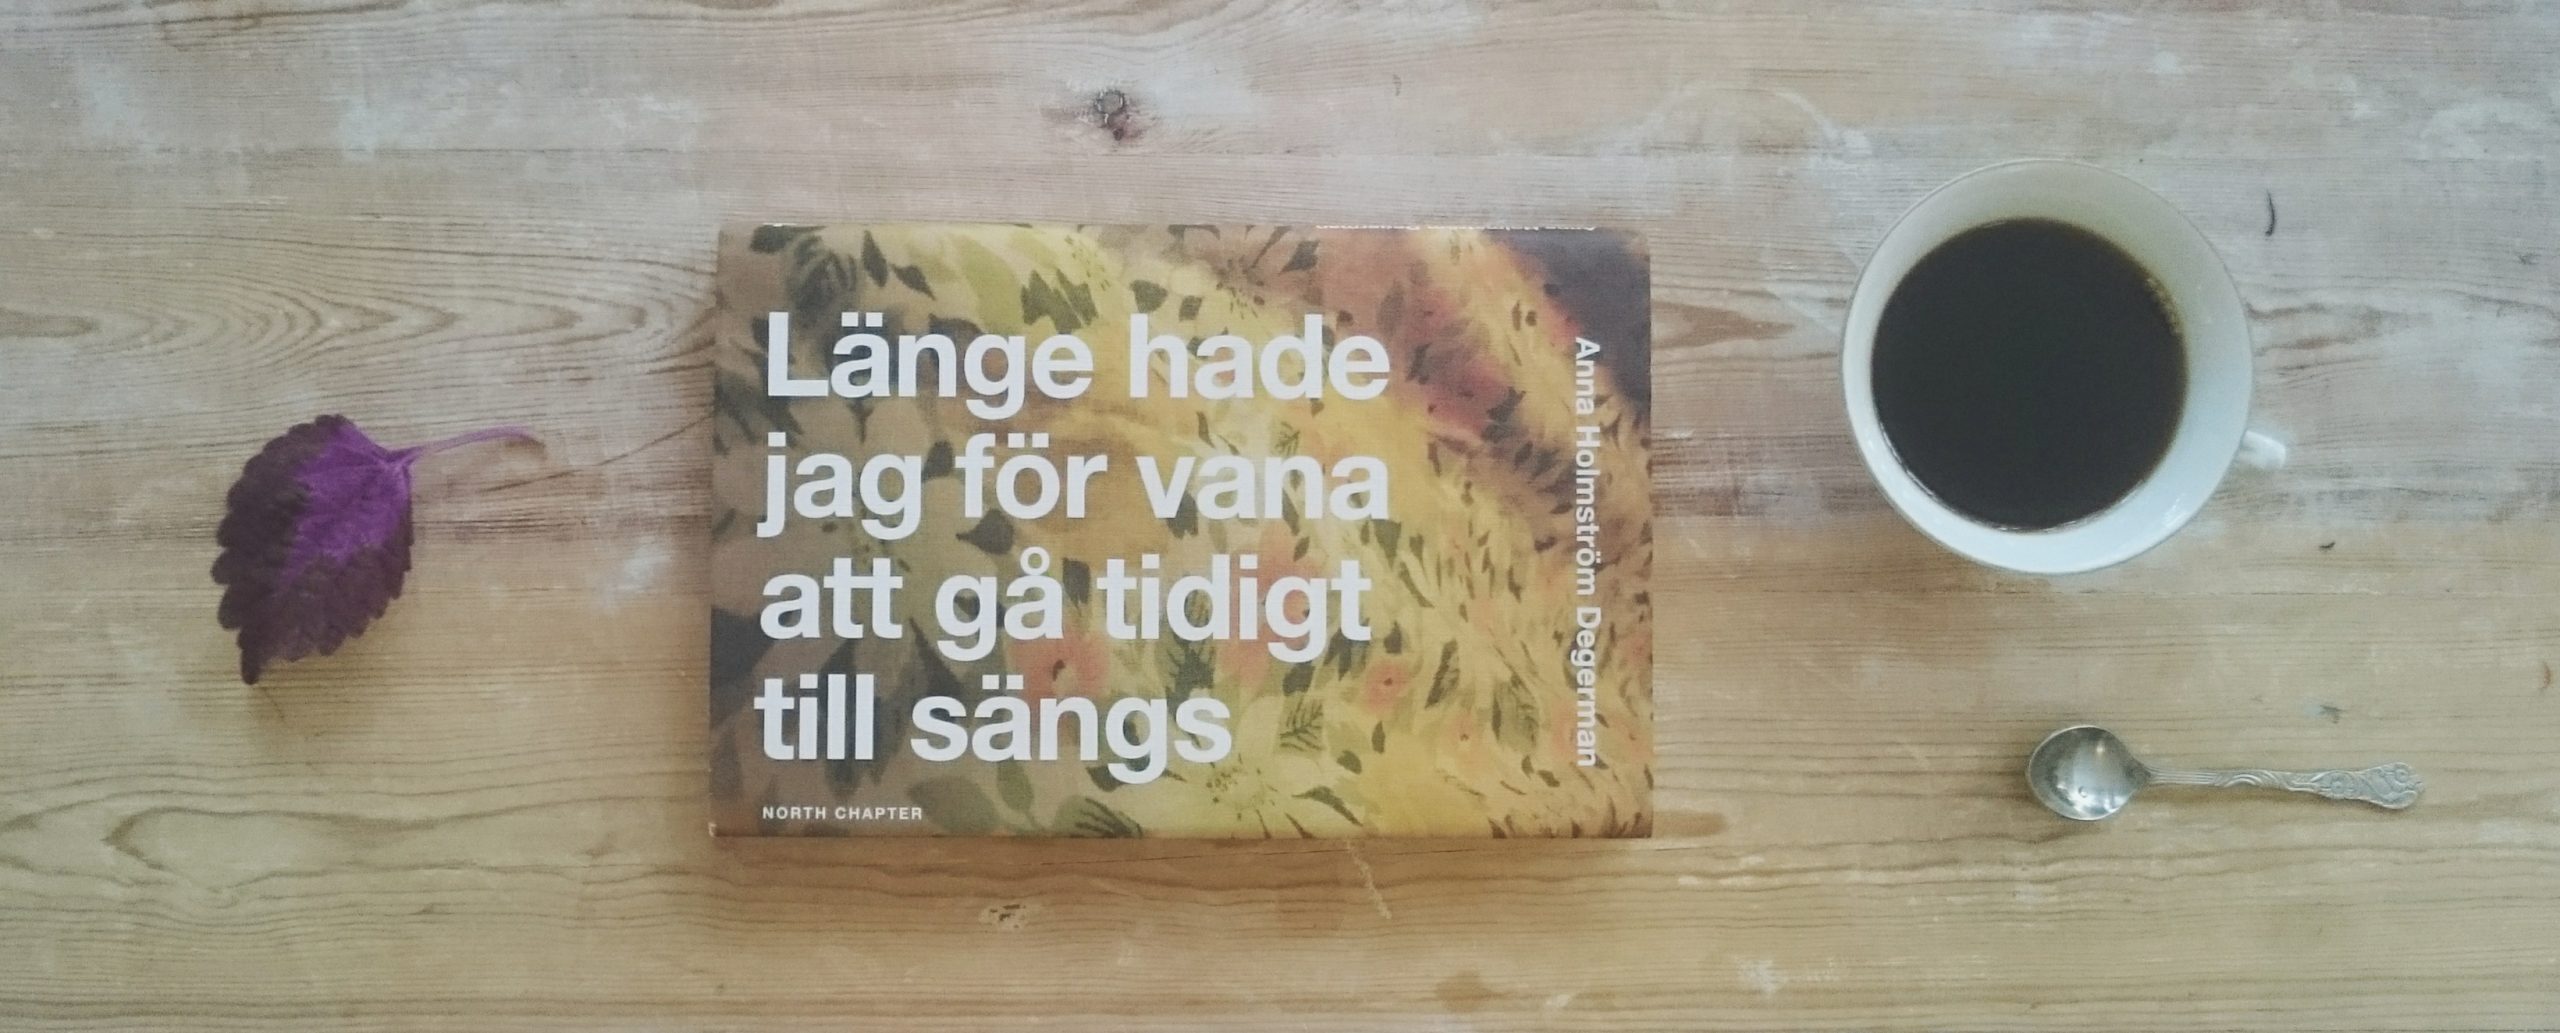 Länge hade
jag för vana
att gå tidigt
till sängs
NORTH CHAPTER
Anna Holmström Degerman